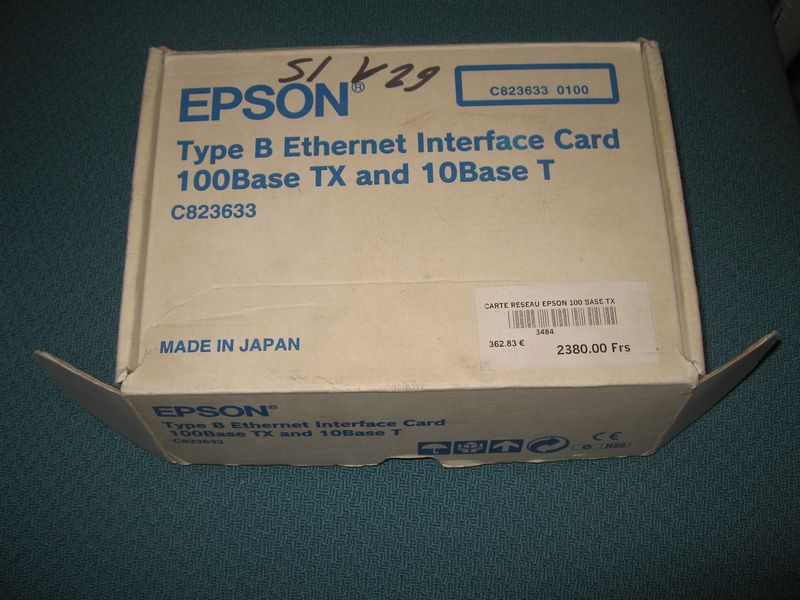 S1 V29
EPSON®
C823633 0100
Type B Ethernet Interface Card
100Base TX and 10Base T
C823633
CARTE RESEAU EPSON 100 BASE TX
3484
362.83 €
2380.00 Frs
MADE IN JAPAN
EPSON®
Type B Ethernet Interface Card
100Base TX and 10Base T
C823633
CE